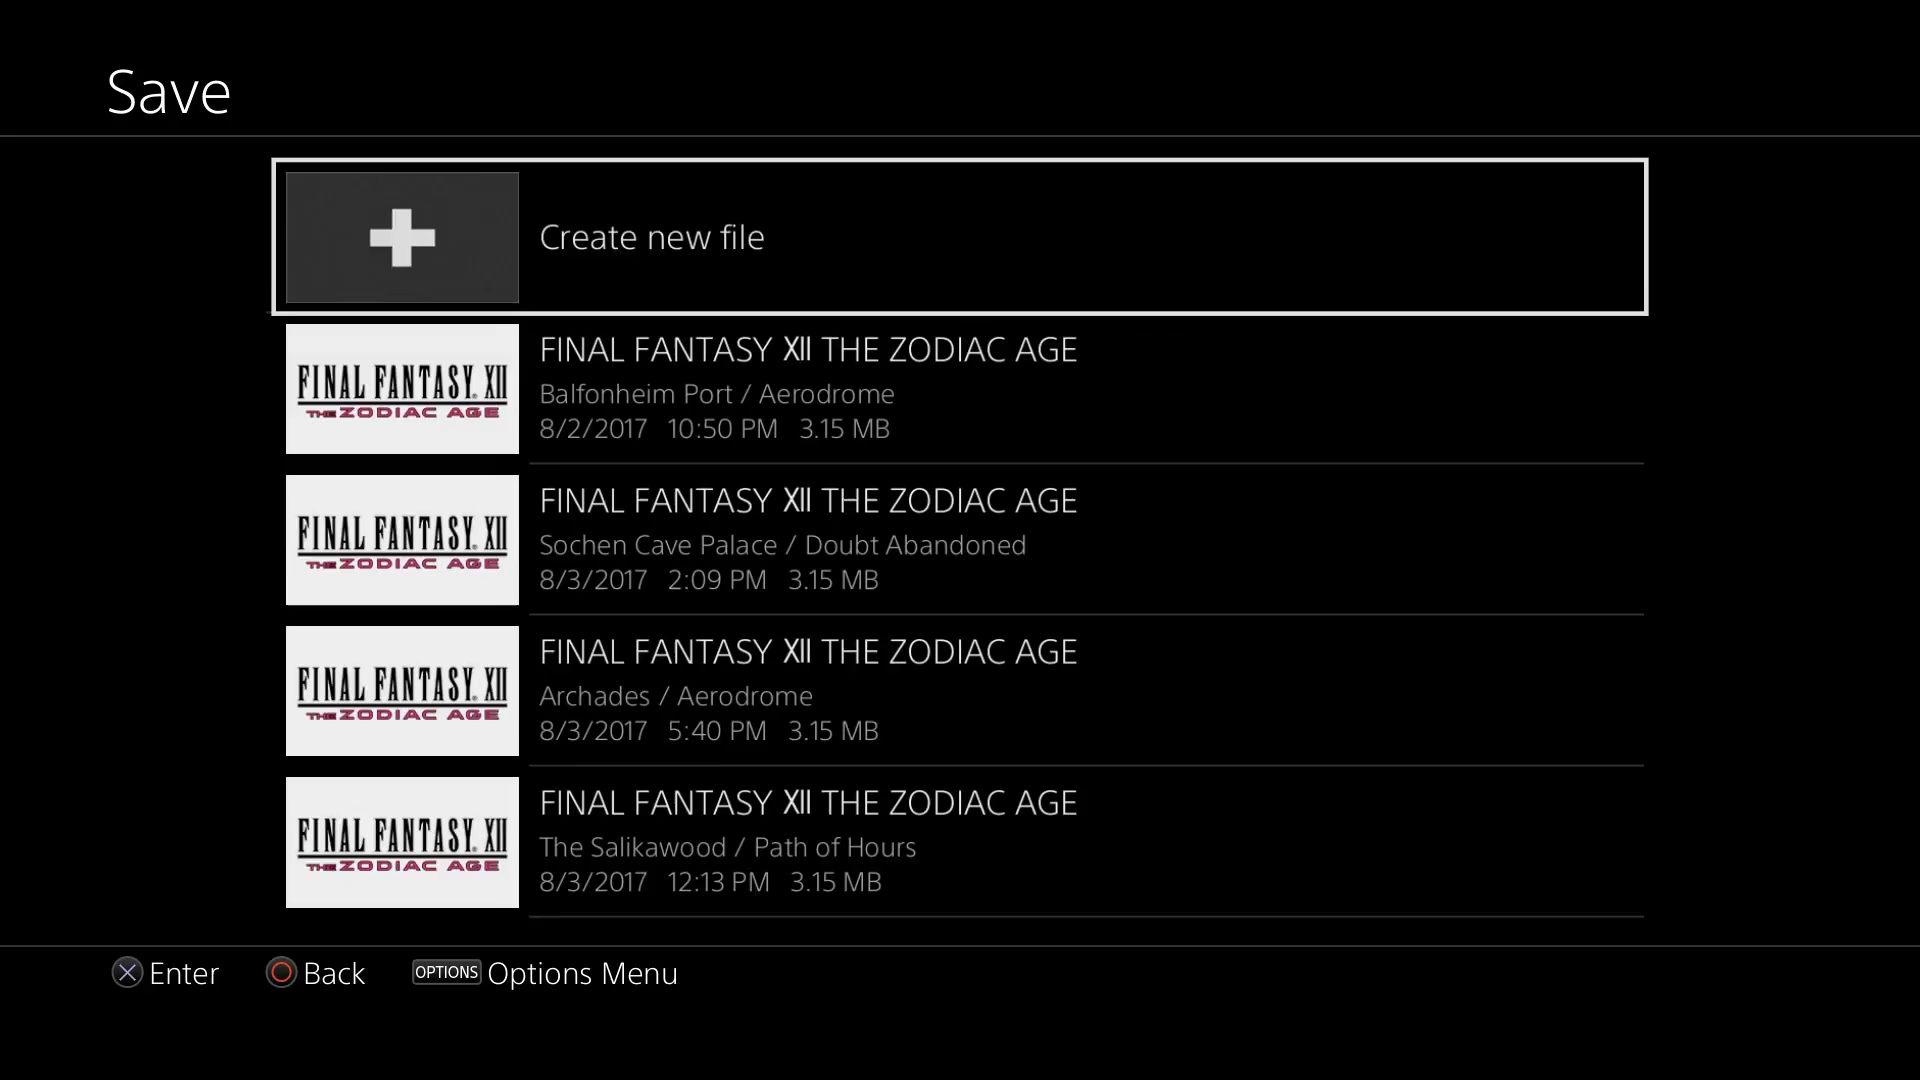 Save
Create new file
FINAL FANTASY XII
THE ZODIAC AGE
FINAL FANTASY XII THE ZODIAC AGE
Balfonheim Port / Aerodrome
8/2/2017 10:50 PM 3.15 MB
FINAL FANTASY XII
THE ZODIAC AGE
FINAL FANTASY XII THE ZODIAC AGE
Sochen Cave Palace / Doubt Abandoned
8/3/2017 2:09 PM 3.15 MB
FINAL FANTASY XII
THE ZODIAC AGE
FINAL FANTASY XII THE ZODIAC AGE
Archades / Aerodrome
8/3/2017 5:40 PM 3.15 MB
FINAL FANTASY XII
THE ZODIAC AGE
FINAL FANTASY XII THE ZODIAC AGE
The Salikawood / Path of Hours
8/3/2017 12:13 PM 3.15 MB
Enter Back OPTIONS Options Menu